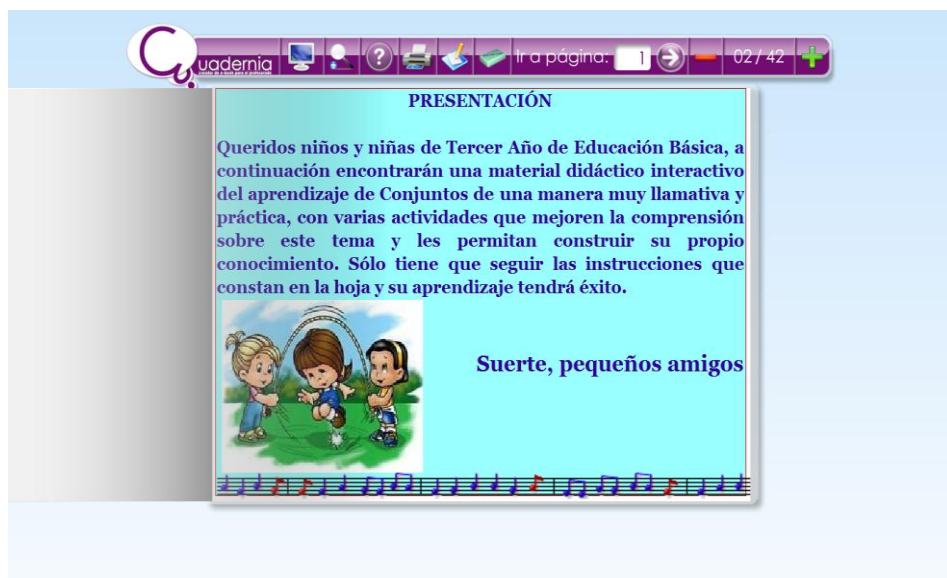 Cuadernia
Ir a página: 1 02 / 42
PRESENTACIÓN
Queridos niños y niñas de Tercer Año de Educación Básica, a
continuación encontrarán una material didáctico interactivo
del aprendizaje de Conjuntos de una manera muy llamativa y
práctica, con varias actividades que mejoren la comprensión
sobre este tema y les permitan construir su propio
conocimiento. Sólo tiene que seguir las instrucciones que
constan en la hoja y su aprendizaje tendrá éxito.
Suerte, pequeños amigos